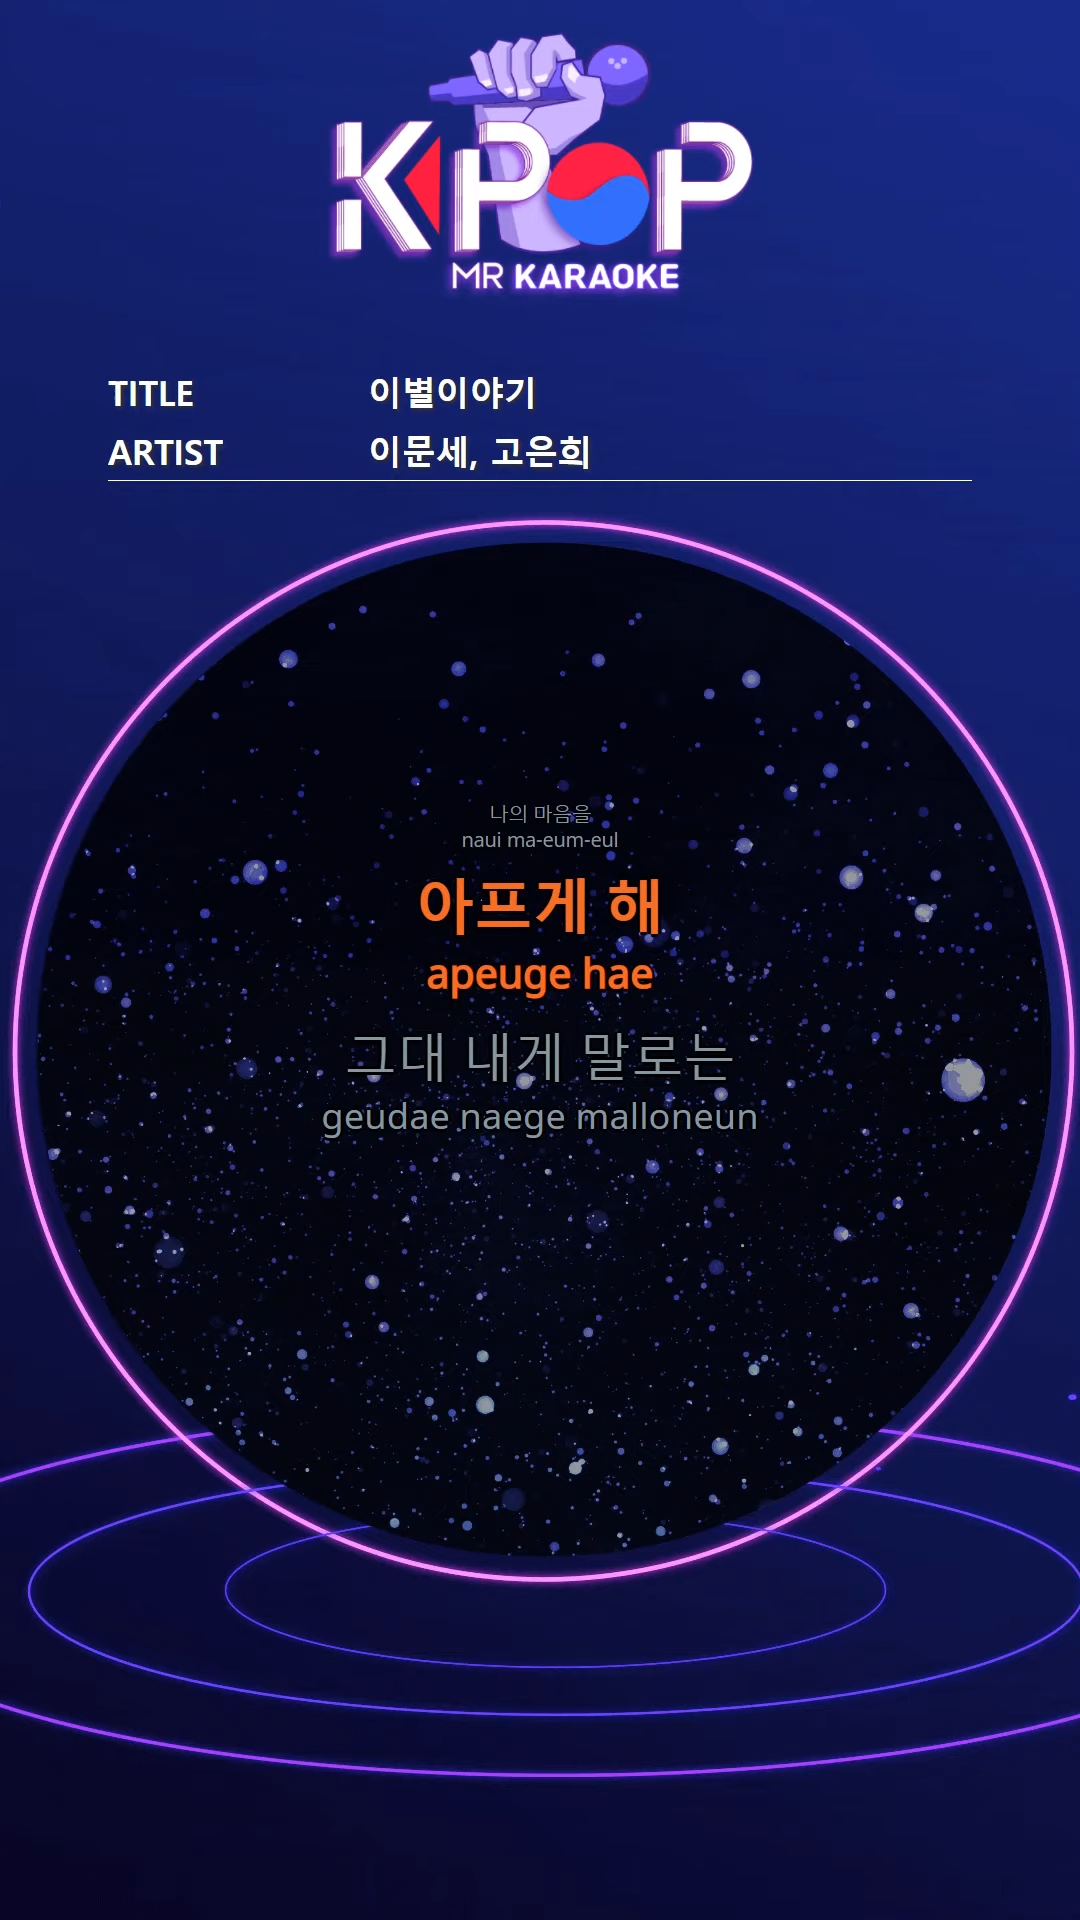 KPOP
MR KARAOKE
TITLE 이별이야기
ARTIST 이문세, 고은희
나의 마음을
naui ma-eum-eul
아프게 해
apeuge hae
그대 내게 말로는
geudae naege malloneun